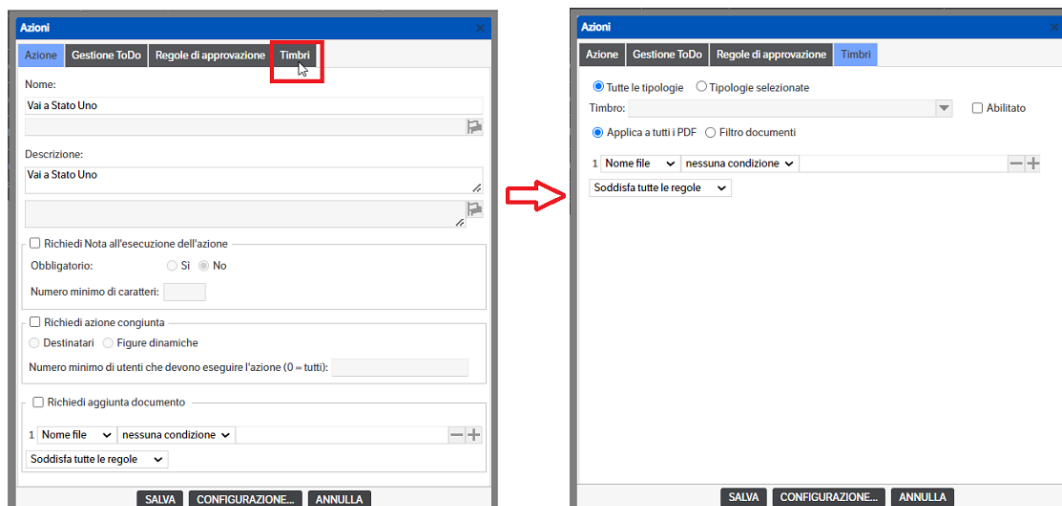 Azioni
Azione Gestione ToDo Regole di approvazione Timbri
Nome:
Vai a Stato Uno
Descrizione:
Vai a Stato Uno
Richiedi Nota all'esecuzione dell'azione
Obbligatorio: Sì No
Numero minimo di caratteri:
Richiedi azione congiunta
Destinatari Figure dinamiche
Numero minimo di utenti che devono eseguire l'azione (0 = tutti):
Richiedi aggiunta documento
1 Nome file nessuna condizione
Soddisfa tutte le regole
SALVA CONFIGURAZIONE... ANNULLA
Azioni
Azione Gestione ToDo Regole di approvazione Timbri
Tutte le tipologie Tipologie selezionate
Timbro: Abilitato
Applica a tutti i PDF Filtro documenti
1 Nome file nessuna condizione
Soddisfa tutte le regole
SALVA CONFIGURAZIONE... ANNULLA